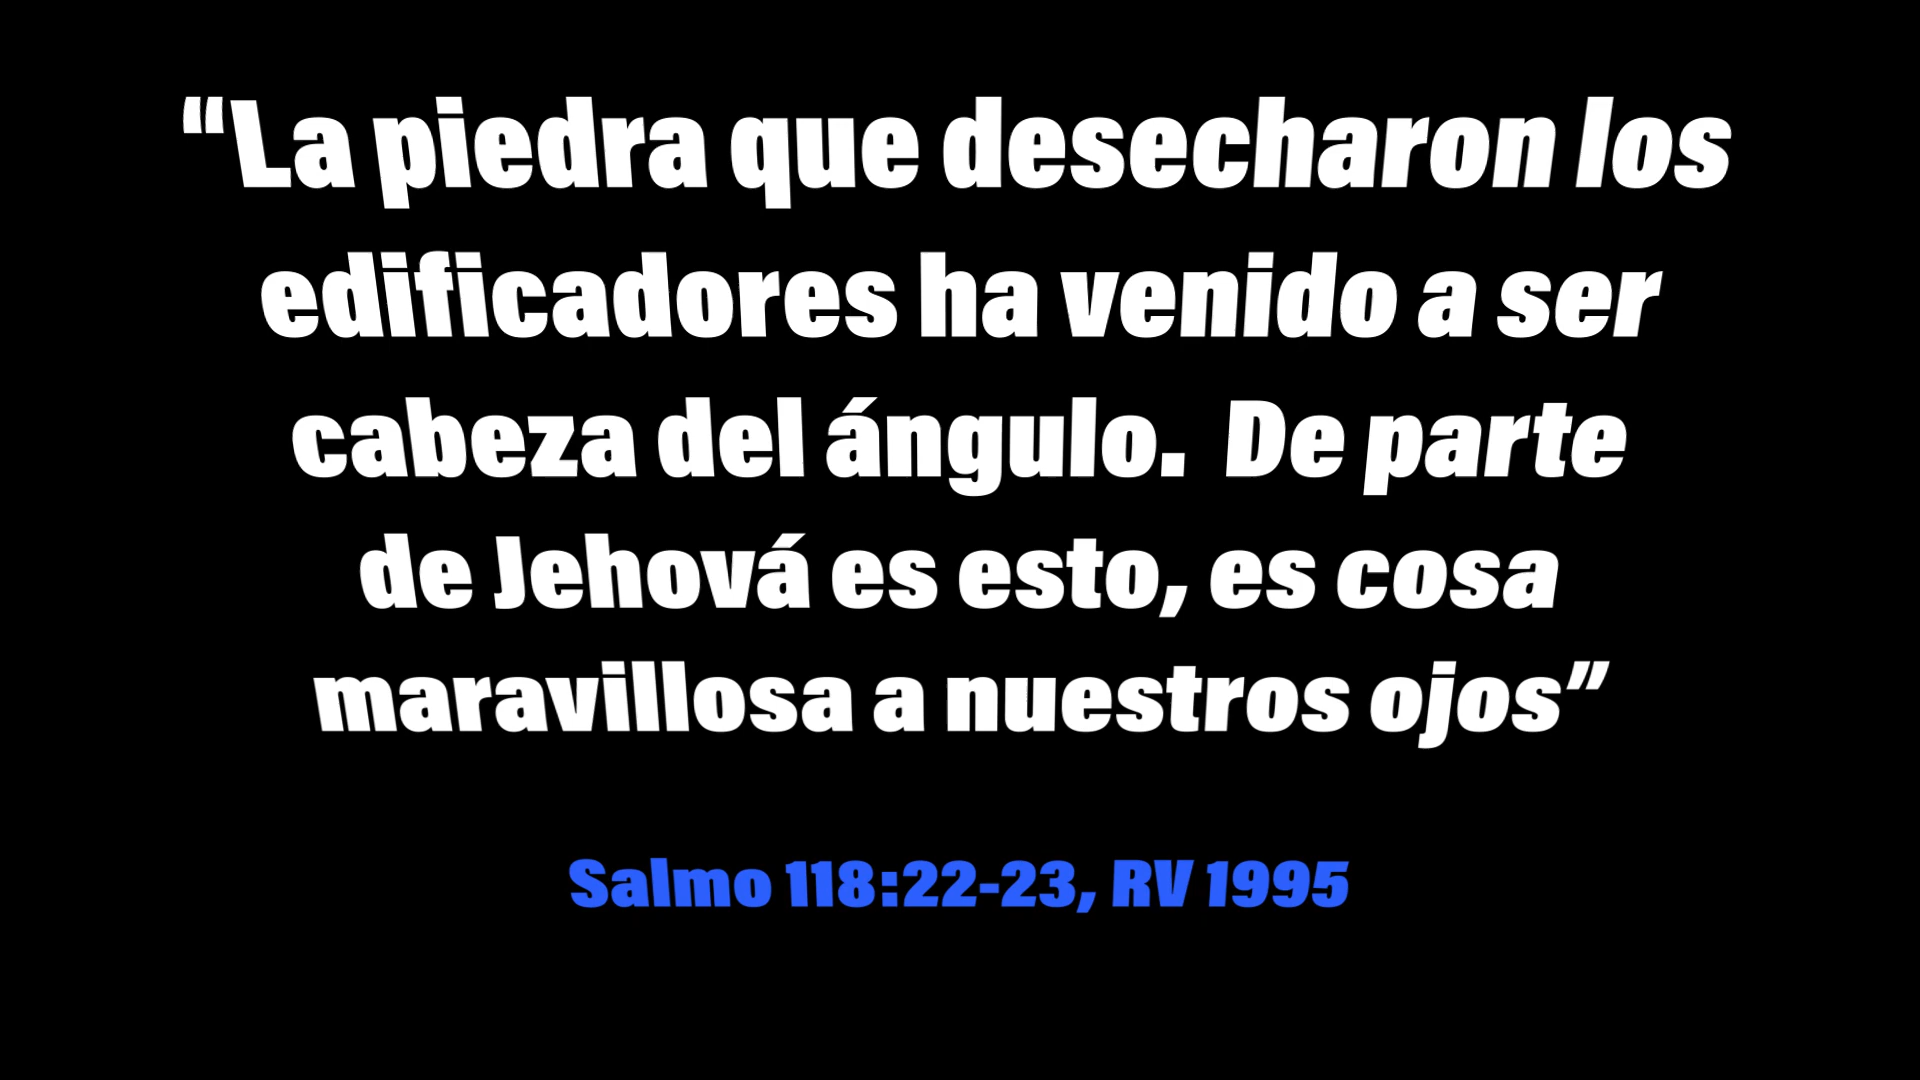 “La piedra que desecharon los
edificadores ha venido a ser
cabeza del ángulo.  De parte
de Jehová es esto, es cosa
maravillosa a nuestros ojos”
Salmo 118:22-23, RV 1995